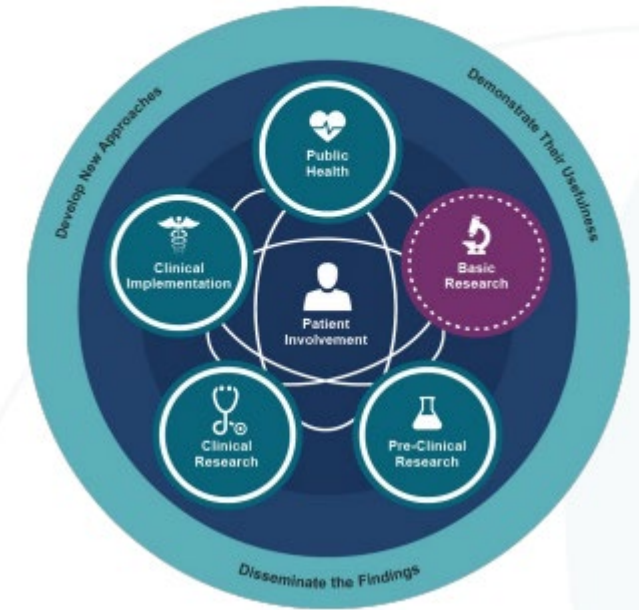 Develop New Approaches
Demonstrate Their Usefulness
Public
Health
Clinical
Implementation
Basic
Research
Patient
Involvement
Clinical
Research
Pre-Clinical
Research
Disseminate the Findings